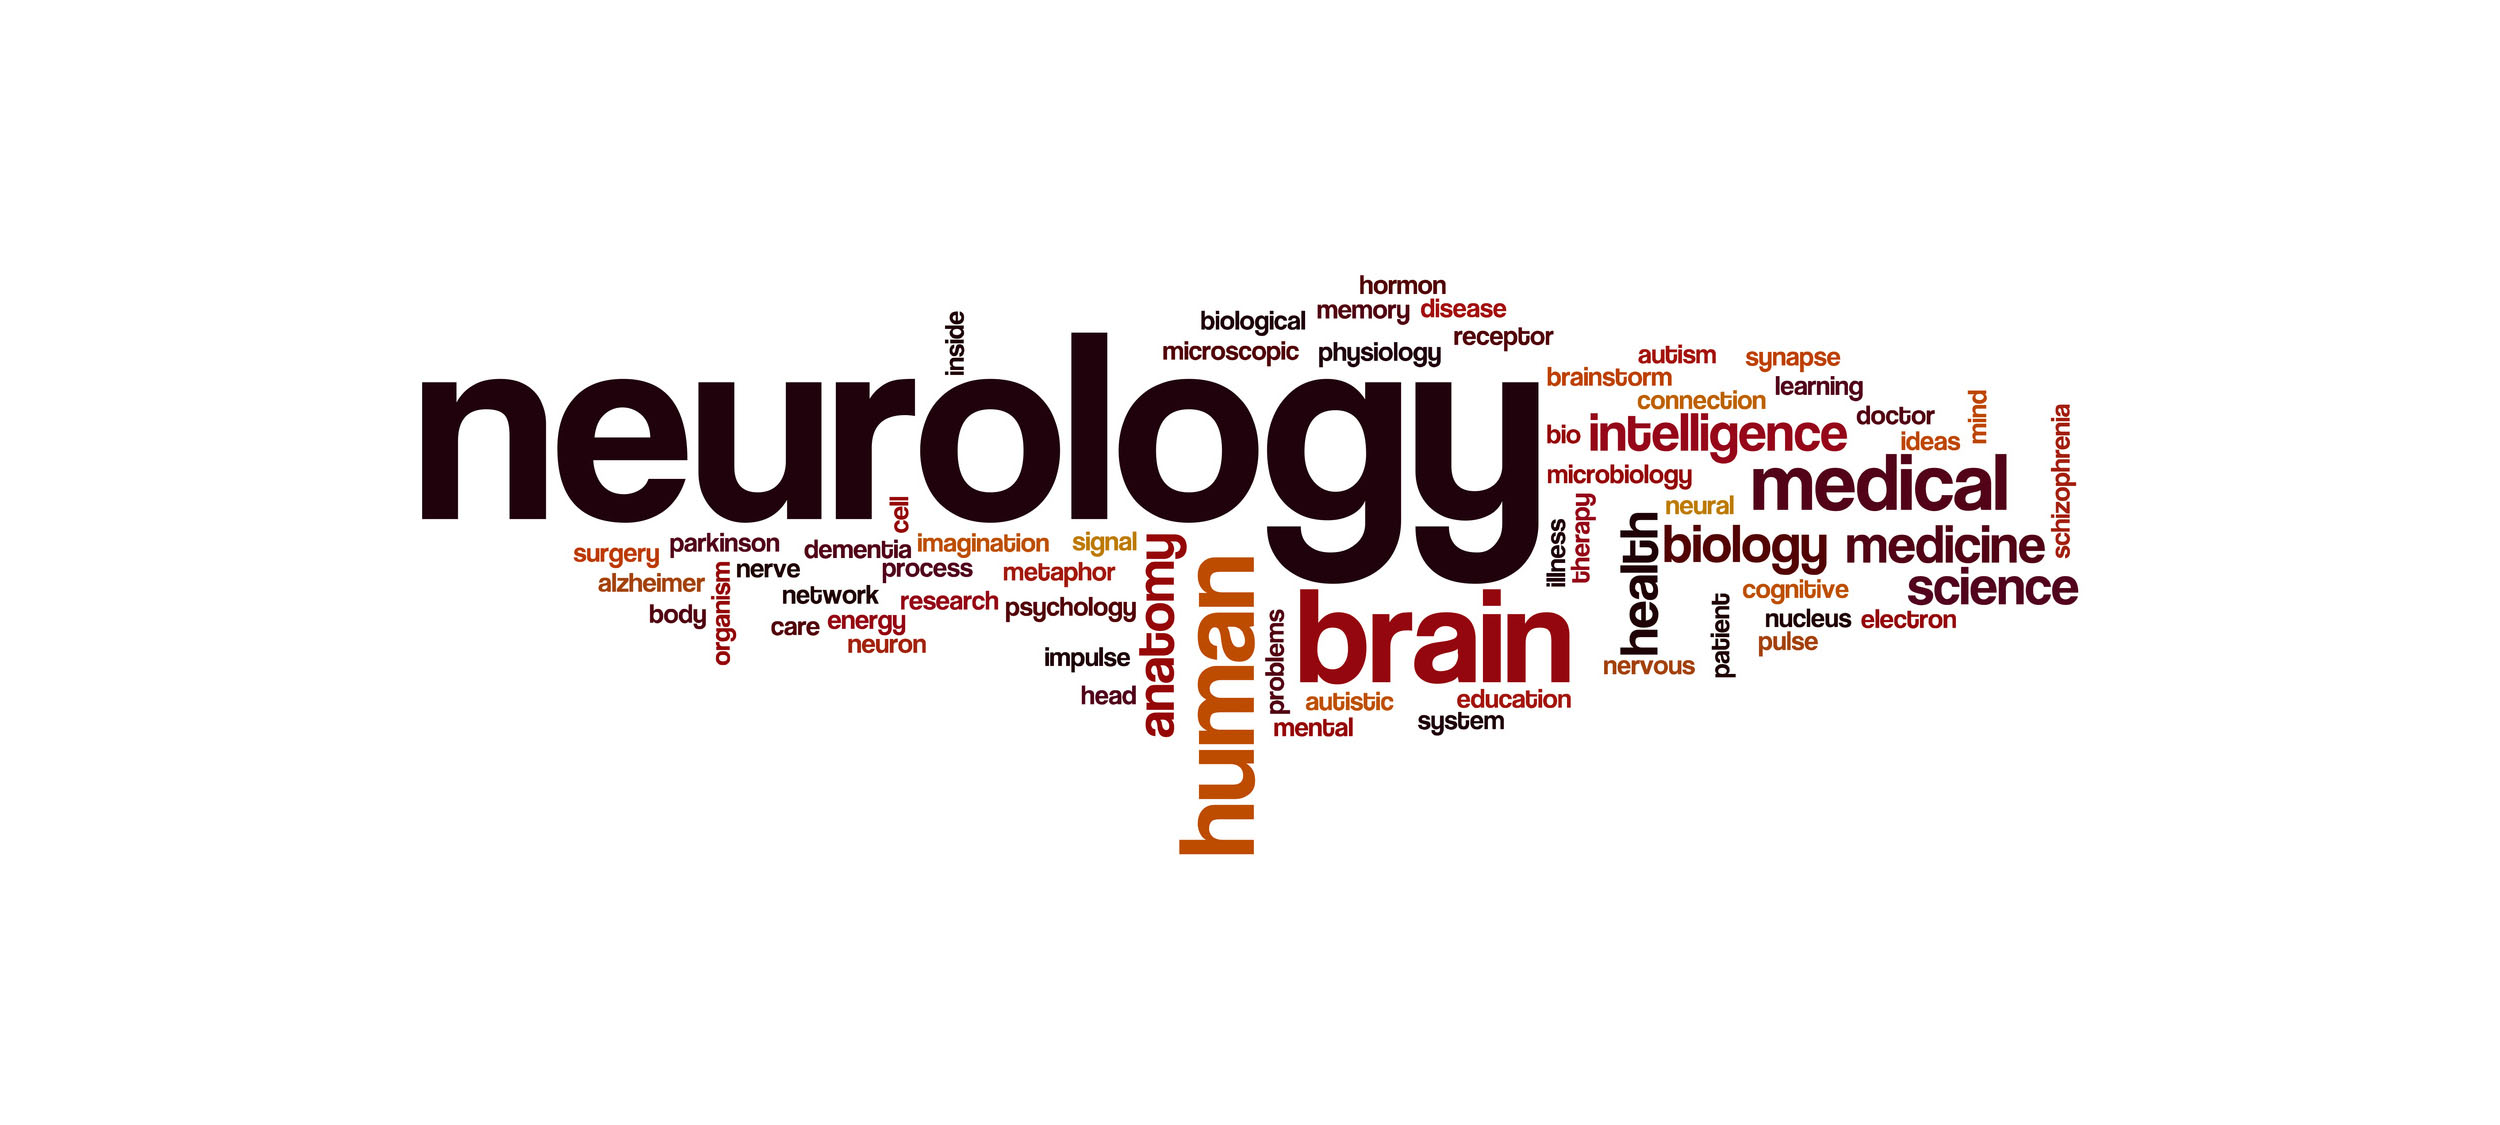 hormon
memory
disease
biological
inside
receptor
microscopic
physiology
autism
synapse
brainstorm
learning
connection
doctor
mind
neurology
bio
intelligence
ideas
schizophrenia
microbiology
medical
neural
cell
therapy
illness
health
biology
medicine
surgery
parkinson
dementia
imagination
signal
anatomy
human
nerve
process
metaphor
alzheimer
organism
network
research
psychology
body
care
energy
neuron
impulse
head
problems
brain
science
cognitive
patient
nucleus
electron
pulse
nervous
autistic
education
mental
system